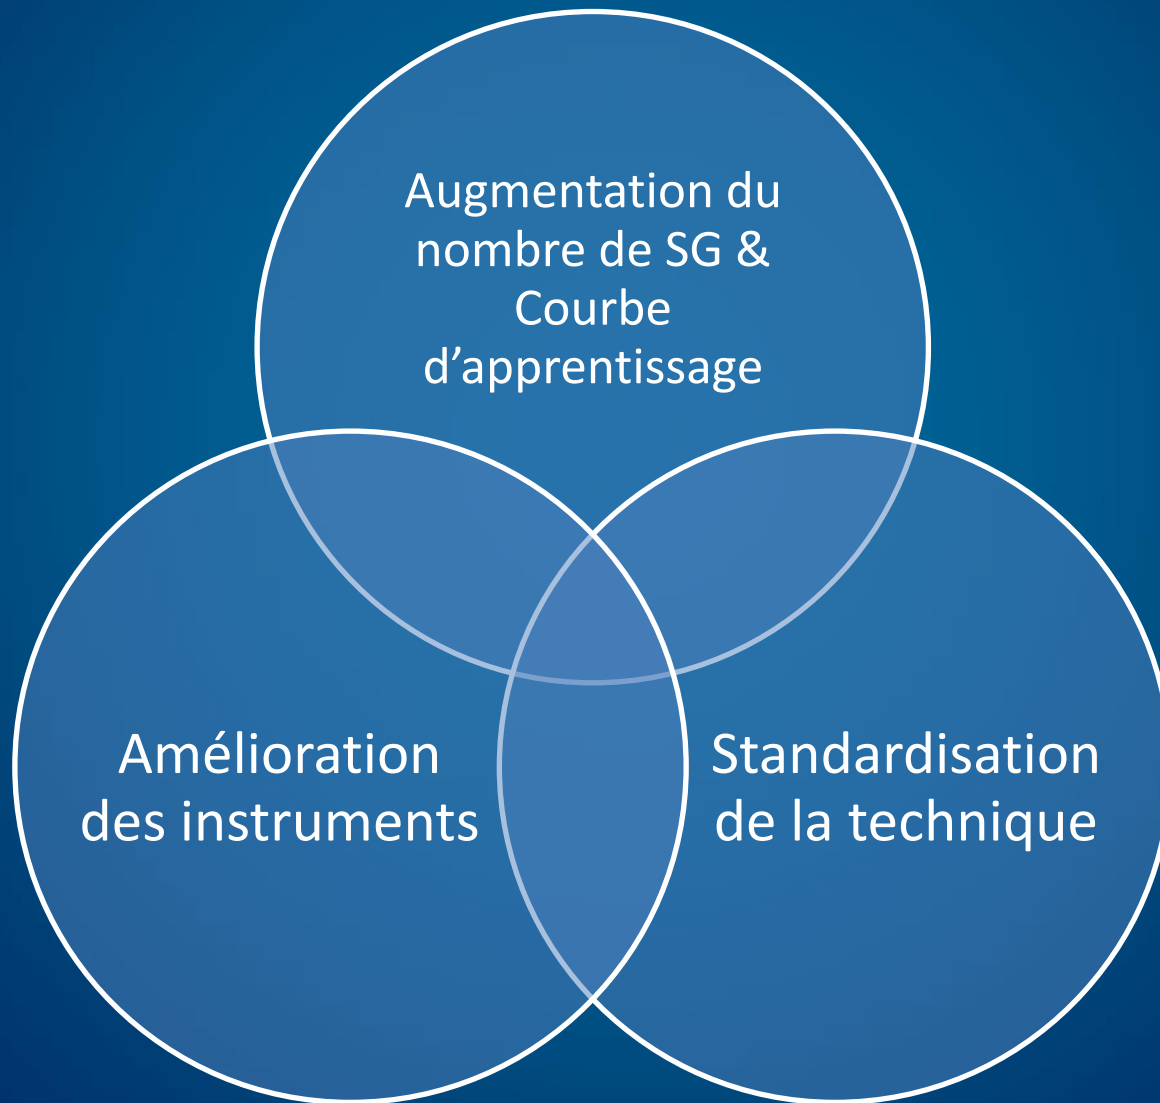 Augmentation du
nombre de SG &
Courbe
d’apprentissage
Amélioration
des instruments
Standardisation
de la technique